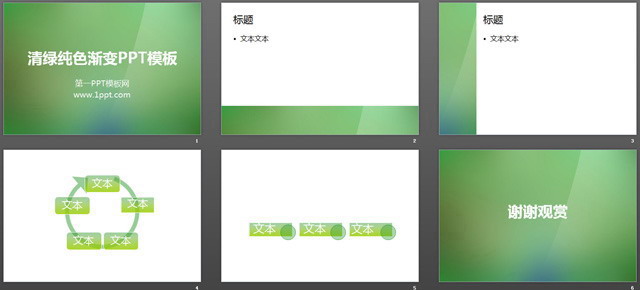 清绿纯色渐变PPT模板
第一PPT模板网
www.1ppt.com
1
标题
• 文本文本
2
标题
• 文本文本
3
文本
文本
文本
文本
文本
4
文本
文本
文本
5
谢谢观赏
6